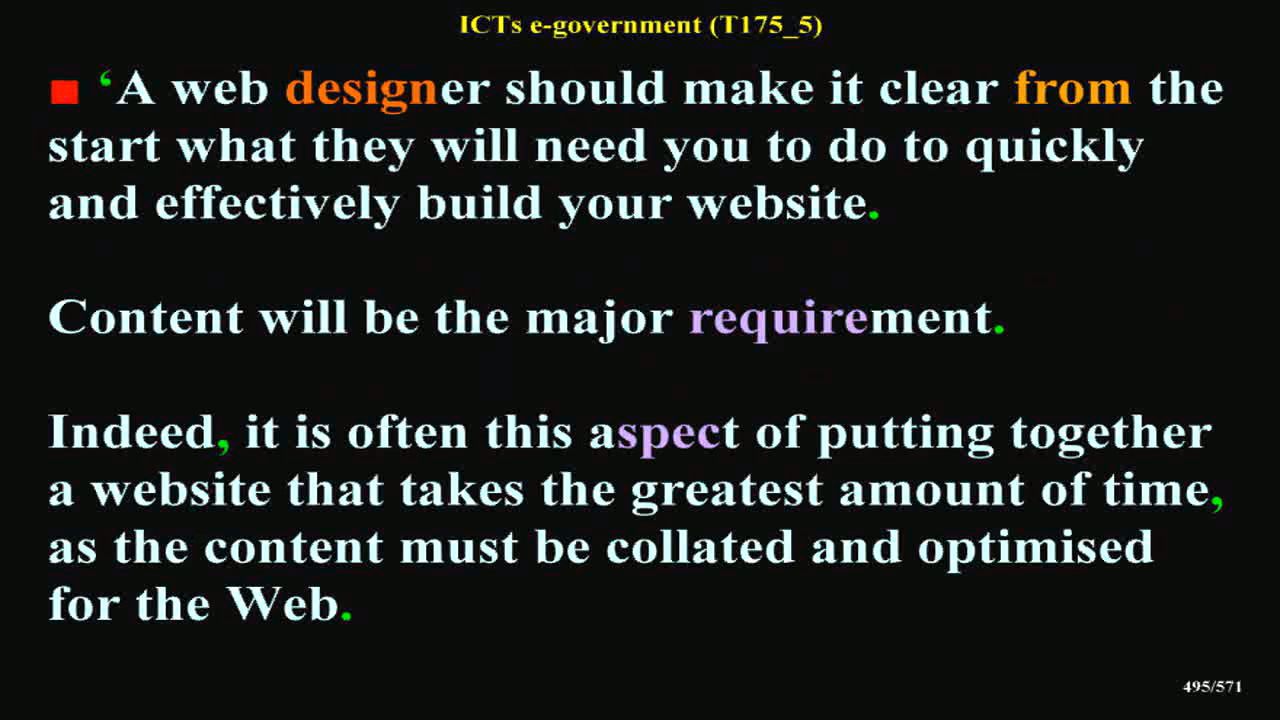 ICTs e-government (T175_5)
■ ‘A web designer should make it clear from the
start what they will need you to do to quickly
and effectively build your website.
Content will be the major requirement.
Indeed, it is often this aspect of putting together
a website that takes the greatest amount of time,
as the content must be collated and optimised
for the Web.
495/571